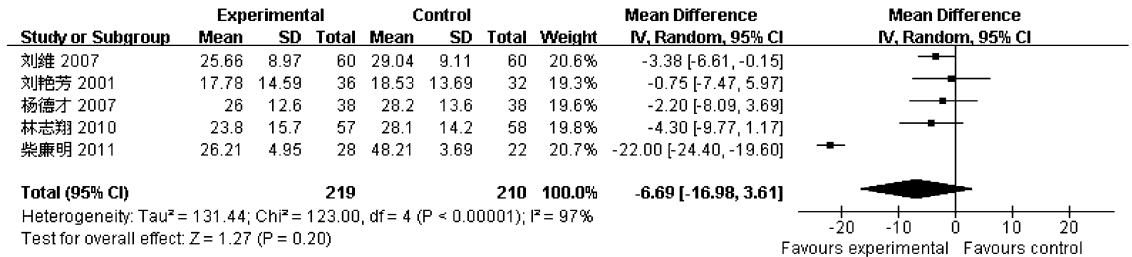 Experimental Control Mean Difference Mean Difference
Study or Subgroup Mean SD Total Mean SD Total Weight IV, Random, 95% CI IV, Random, 95% CI
刘维 2007 25.66 8.97 60 29.04 9.11 60 20.6% -3.38 [-6.61, -0.15]
刘艳芳 2001 17.78 14.59 36 18.53 13.69 32 19.3% -0.75 [-7.47, 5.97]
杨德才 2007 26 12.6 38 28.2 13.6 38 19.6% -2.20 [-8.09, 3.69]
林志翔 2010 23.8 15.7 57 28.1 14.2 58 19.8% -4.30 [-9.77, 1.17]
柴廉明 2011 26.21 4.95 28 48.21 3.69 22 20.7% -22.00 [-24.40, -19.60]
Total (95% CI) 219 210 100.0% -6.69 [-16.98, 3.61]
Heterogeneity: Tau² = 131.44; Chi² = 123.00, df = 4 (P < 0.00001); I² = 97%
Test for overall effect: Z = 1.27 (P = 0.20)
-20 -10 0 10 20
Favours experimental Favours control